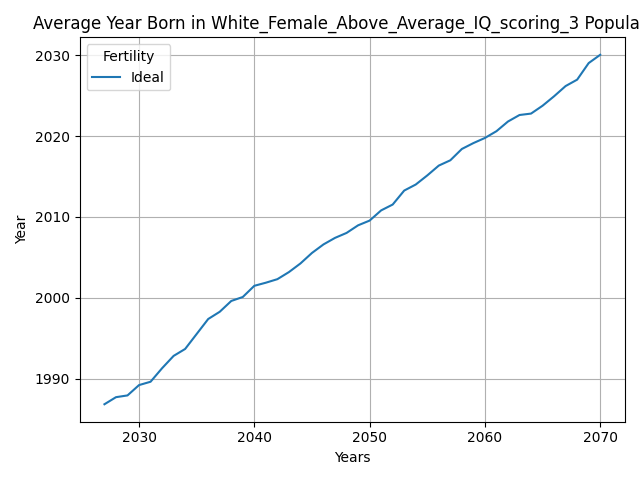 Average Year Born in White_Female_Above_Average_IQ_scoring_3 Popula
Fertility
Ideal
2030
2020
2010
2000
1990
Year
2030 2040 2050 2060 2070
Years